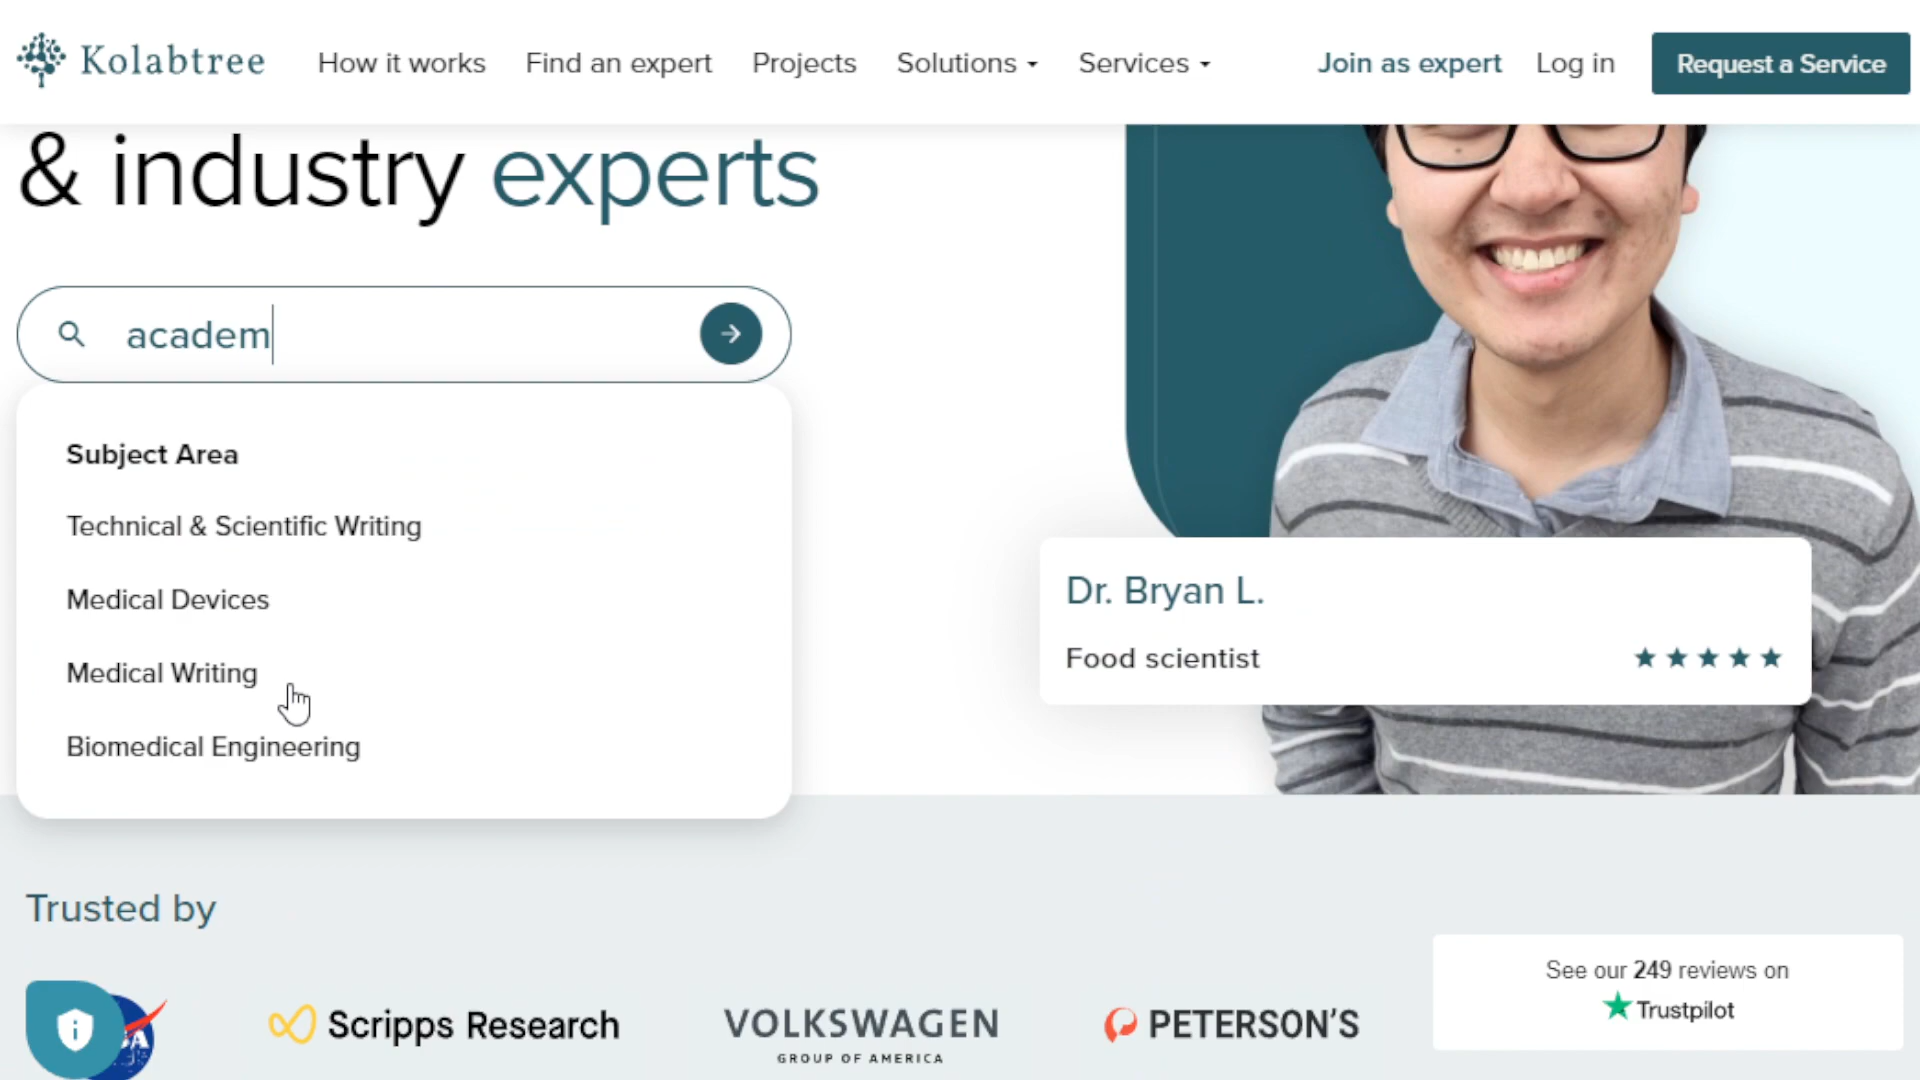 Kolabtree
How it works
Find an expert
Projects
Solutions
Services
Join as expert
Log in
Request a Service
& industry experts
academ
Subject Area
Technical & Scientific Writing
Medical Devices
Medical Writing
Biomedical Engineering
Dr. Bryan L.
Food scientist
Trusted by
Scripps Research
VOLKSWAGEN
GROUP OF AMERICA
PETERSON'S
See our 249 reviews on
Trustpilot